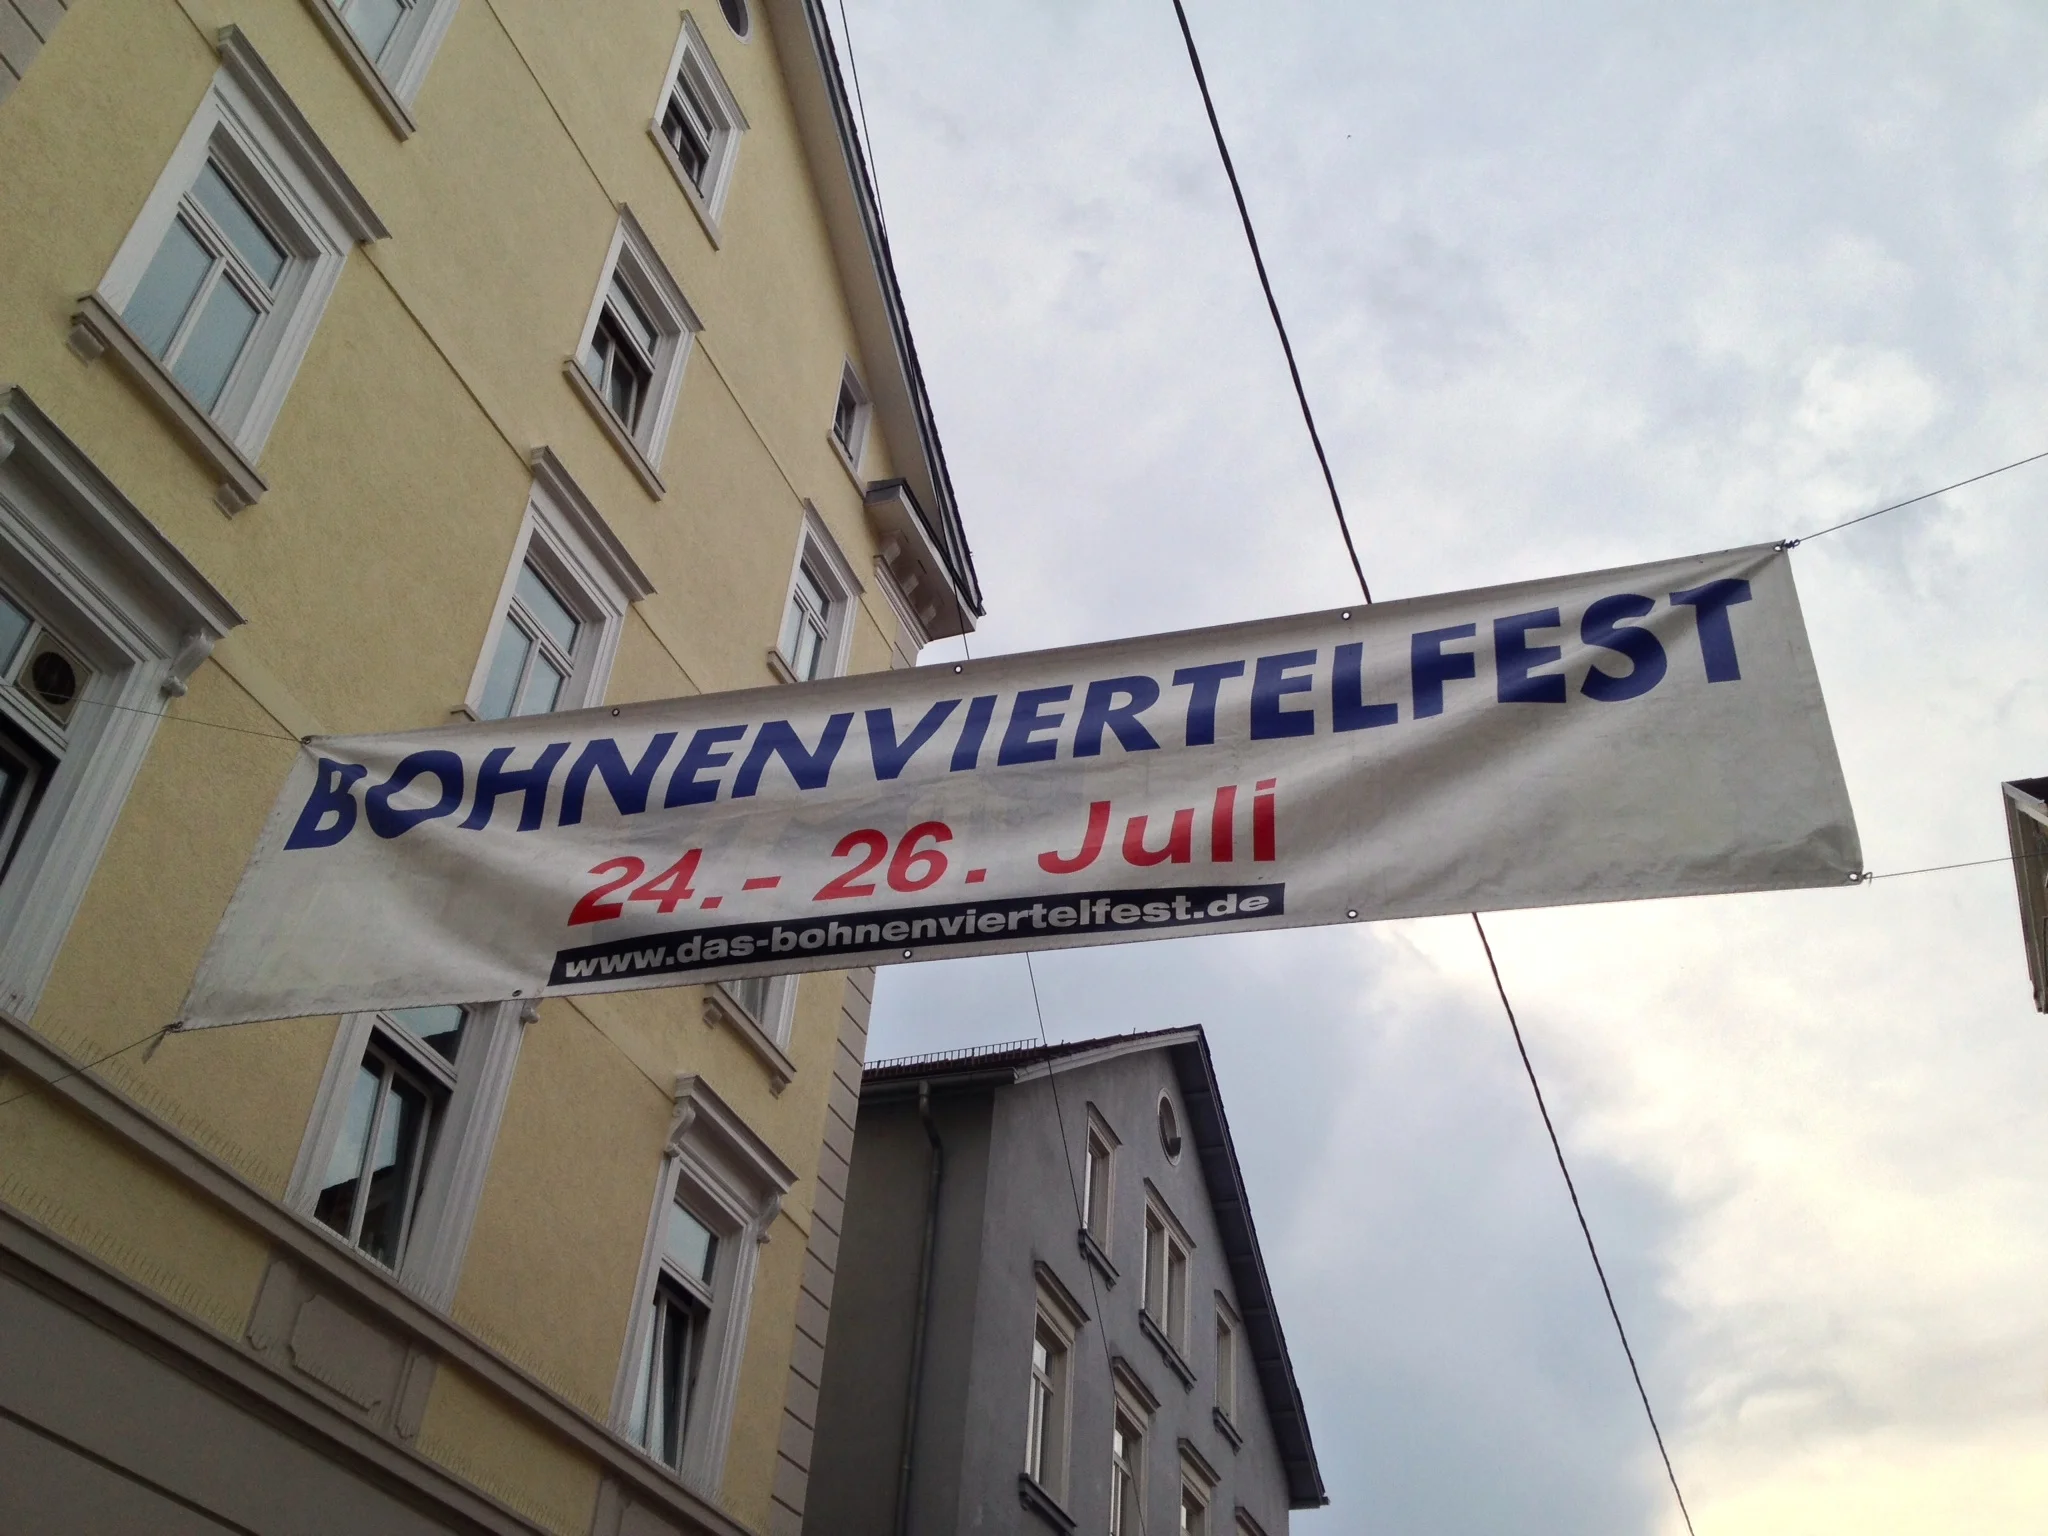 BOHNENVIERTELFEST
24.- 26. Juli
www.das-bohnenviertelfest.de